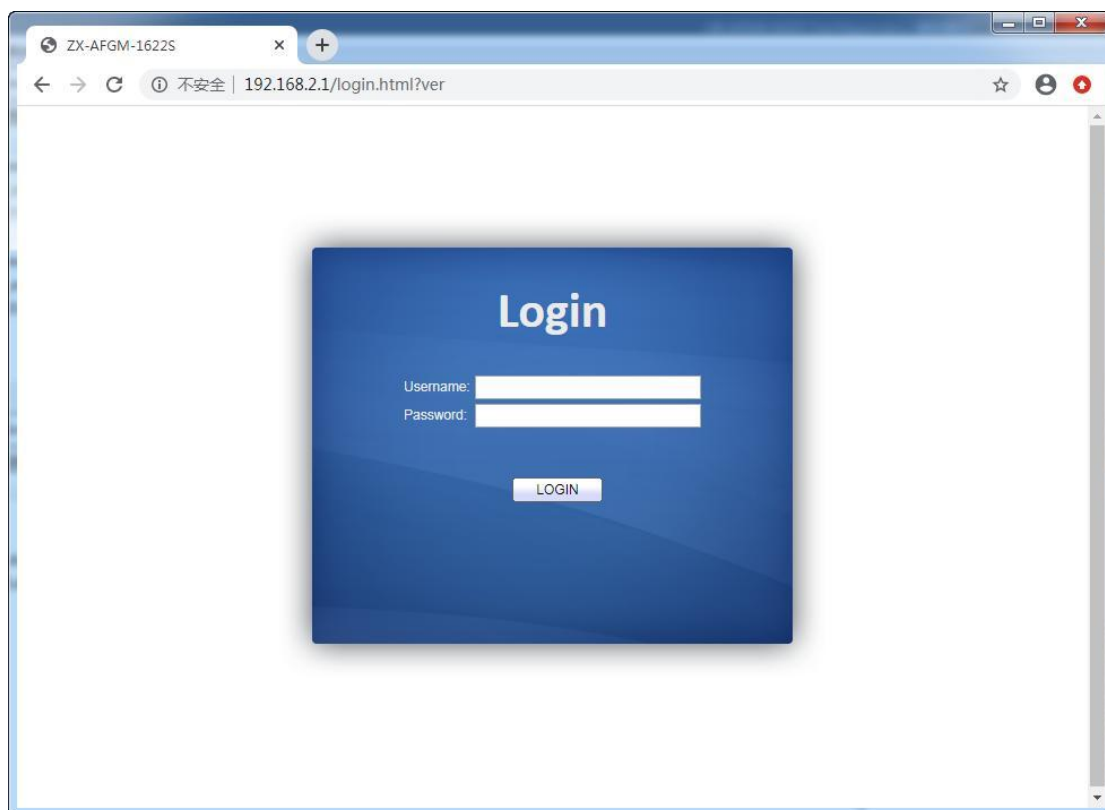 ZX-AFGM-1622S
不安全 192.168.2.1/login.html?ver
Login
Username:
Password:
LOGIN